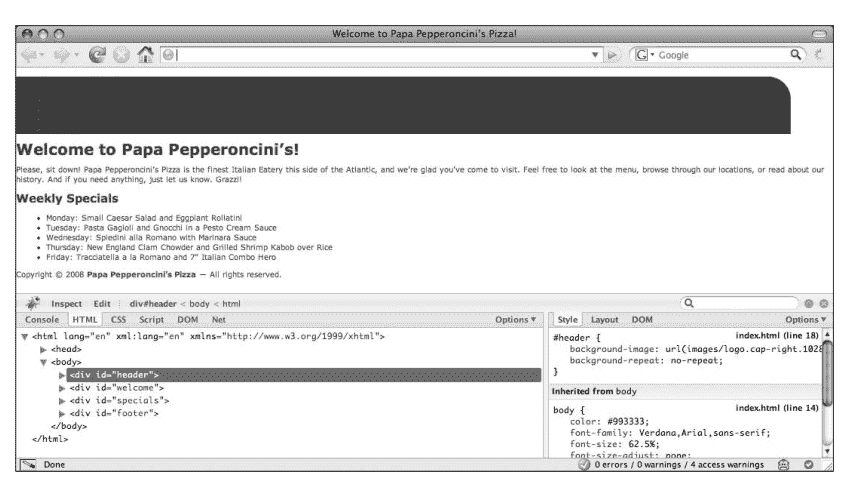 Welcome to Papa Pepperoncini's Pizza!
G Google
Welcome to Papa Pepperoncini's!
Please, sit down! Papa Pepperoncini's Pizza is the finest Italian Eatery this side of the Atlantic, and we're glad you've come to visit. Feel free to look at the menu, browse through our locations, or read about our
history. And if you need anything, just let us know. Grazzi!
Weekly Specials
• Monday: Small Caesar Salad and Eggplant Rollatini
• Tuesday: Pasta Gagioli and Gnocchi in a Pesto Cream Sauce
• Wednesday: Spiedini alla Romano with Marinara Sauce
• Thursday: New England Clam Chowder and Grilled Shrimp Kabob over Rice
• Friday: Tracciatella a la Romano and 7" Italian Combo Hero
Copyright © 2008 Papa Pepperoncini's Pizza — All rights reserved.
Inspect Edit div#header < body < html
Console HTML CSS Script DOM Net Options
Style Layout DOM Options
<html lang="en" xml:lang="en" xmlns="http://www.w3.org/1999/xhtml">
<head>
<body>
<div id="header">
<div id="welcome">
<div id="specials">
<div id="footer">
</body>
</html>
#header { index.html (line 18)
background-image: url(images/logo.cap-right.1028
background-repeat: no-repeat;
}
Inherited from body
body { index.html (line 14)
color: #993333;
font-family: Verdana,Arial,sans-serif;
font-size: 62.5%;
font-size-adjust: none;
Done
0 errors / 0 warnings / 4 access warnings